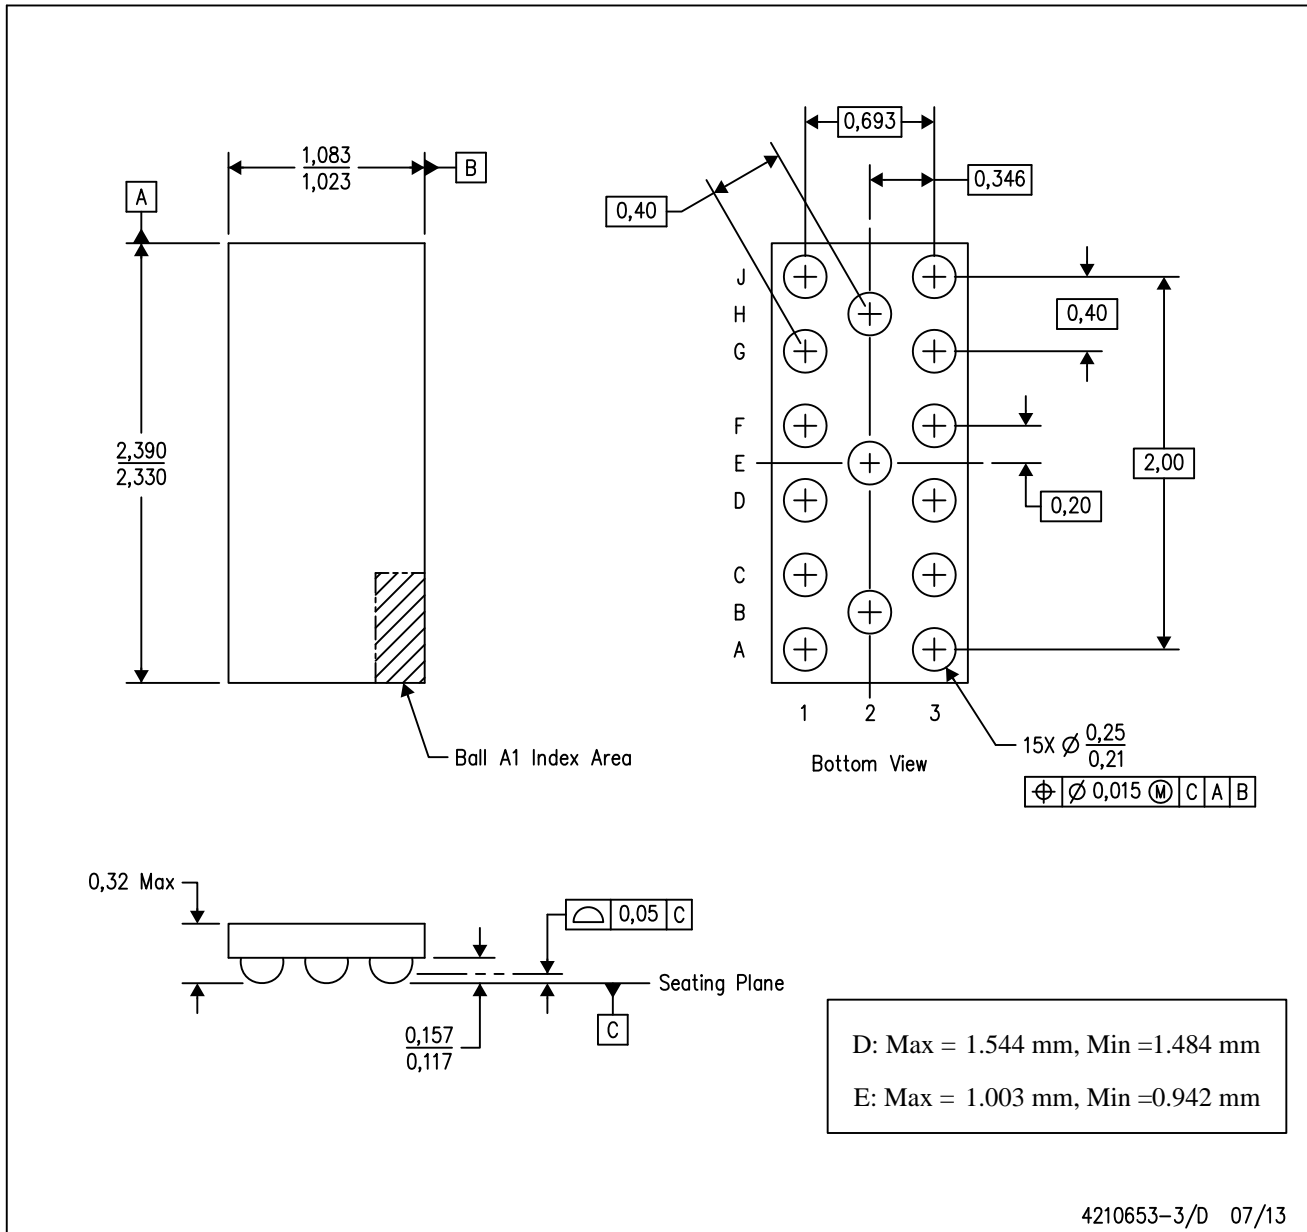 0,693
1,083
1,023
B
A
0,346
0,40
J
H
0,40
G
F
2,390
2,330
E
2,00
D
0,20
C
B
A
1 2 3
Ball A1 Index Area
Bottom View
15X Ø 0,25
0,21
⌖ Ø 0,015 Ⓜ C A B
0,32 Max
⌓ 0,05 C
Seating Plane
C
0,157
0,117
D: Max = 1.544 mm, Min =1.484 mm
E: Max = 1.003 mm, Min =0.942 mm
4210653-3/D 07/13